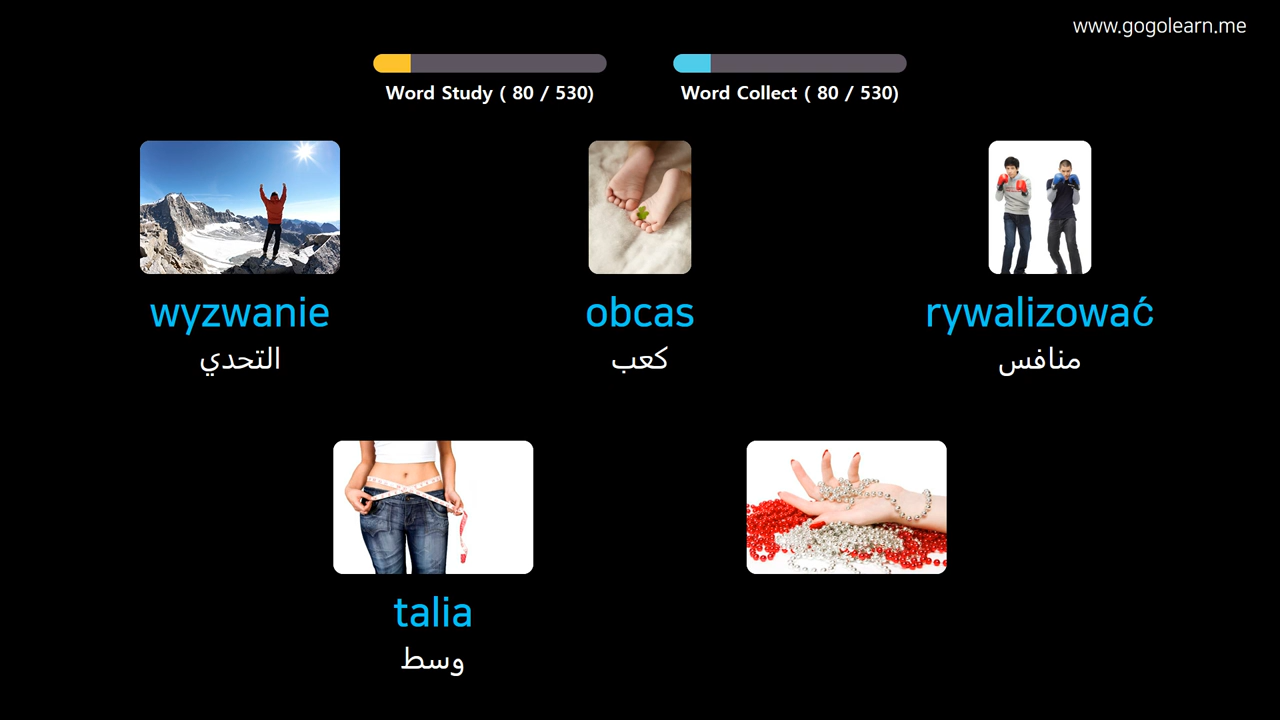 www.gogolearn.me
Word Study ( 80 / 530)
Word Collect ( 80 / 530)
wyzwanie
التحدي
obcas
كعب
rywalizować
منافس
talia
وسط